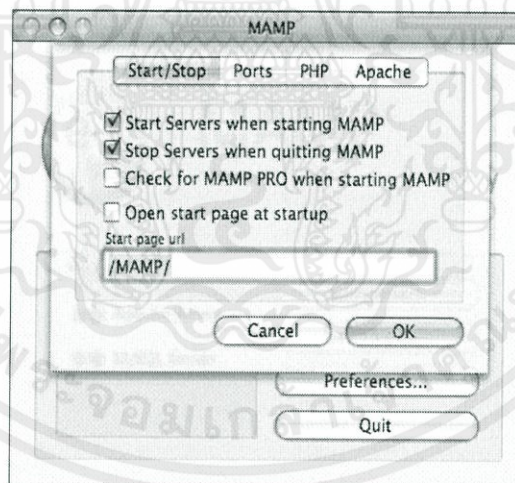 MAMP
Start/Stop Ports PHP Apache
Start Servers when starting MAMP
Stop Servers when quitting MAMP
Check for MAMP PRO when starting MAMP
Open start page at startup
Start page url
/MAMP/
Cancel OK
Preferences...
Quit